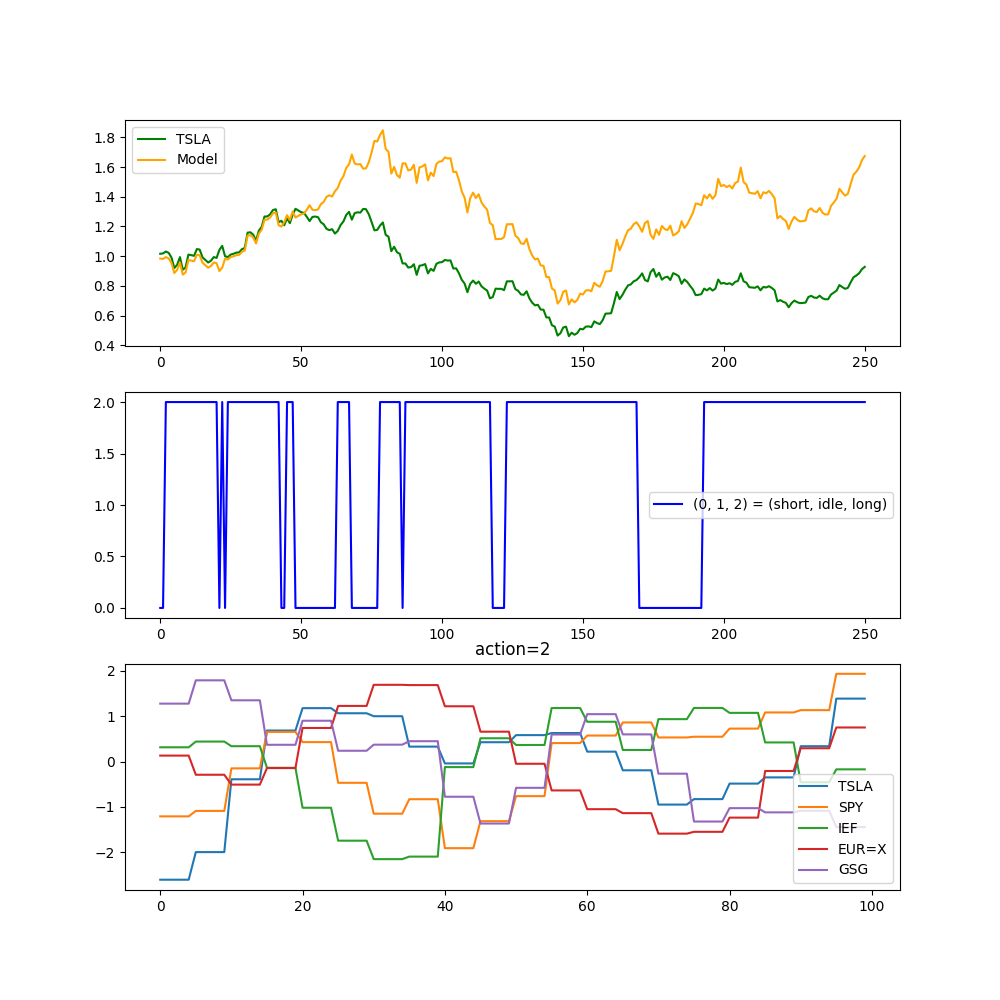 1.8
1.6
1.4
1.2
1.0
0.8
0.6
0.4
TSLA
Model
0 50 100 150 200 250
2.0
1.5
1.0
0.5
0.0
(0, 1, 2) = (short, idle, long)
0 50 100 150 200 250
action=2
2
1
0
−1
−2
TSLA
SPY
IEF
EUR=X
GSG
0 20 40 60 80 100